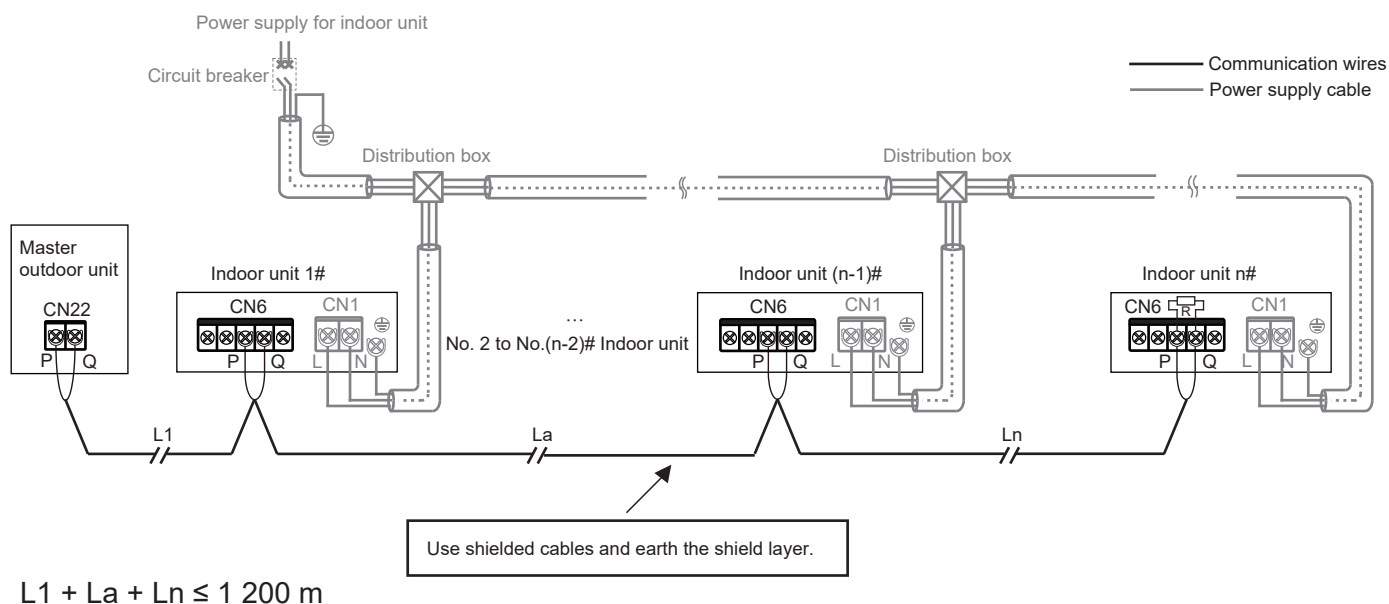 Power supply for indoor unit
Circuit breaker
Communication wires
Power supply cable
Distribution box
Distribution box
Master
outdoor unit
CN22
P Q
Indoor unit 1#
CN6
CN1
P Q L N
...
No. 2 to No.(n-2)# Indoor unit
Indoor unit (n-1)#
CN6
CN1
P Q L N
Indoor unit n#
CN6
R
CN1
P Q L N
L1
La
Ln
Use shielded cables and earth the shield layer.
L1 + La + Ln ≤ 1 200 m